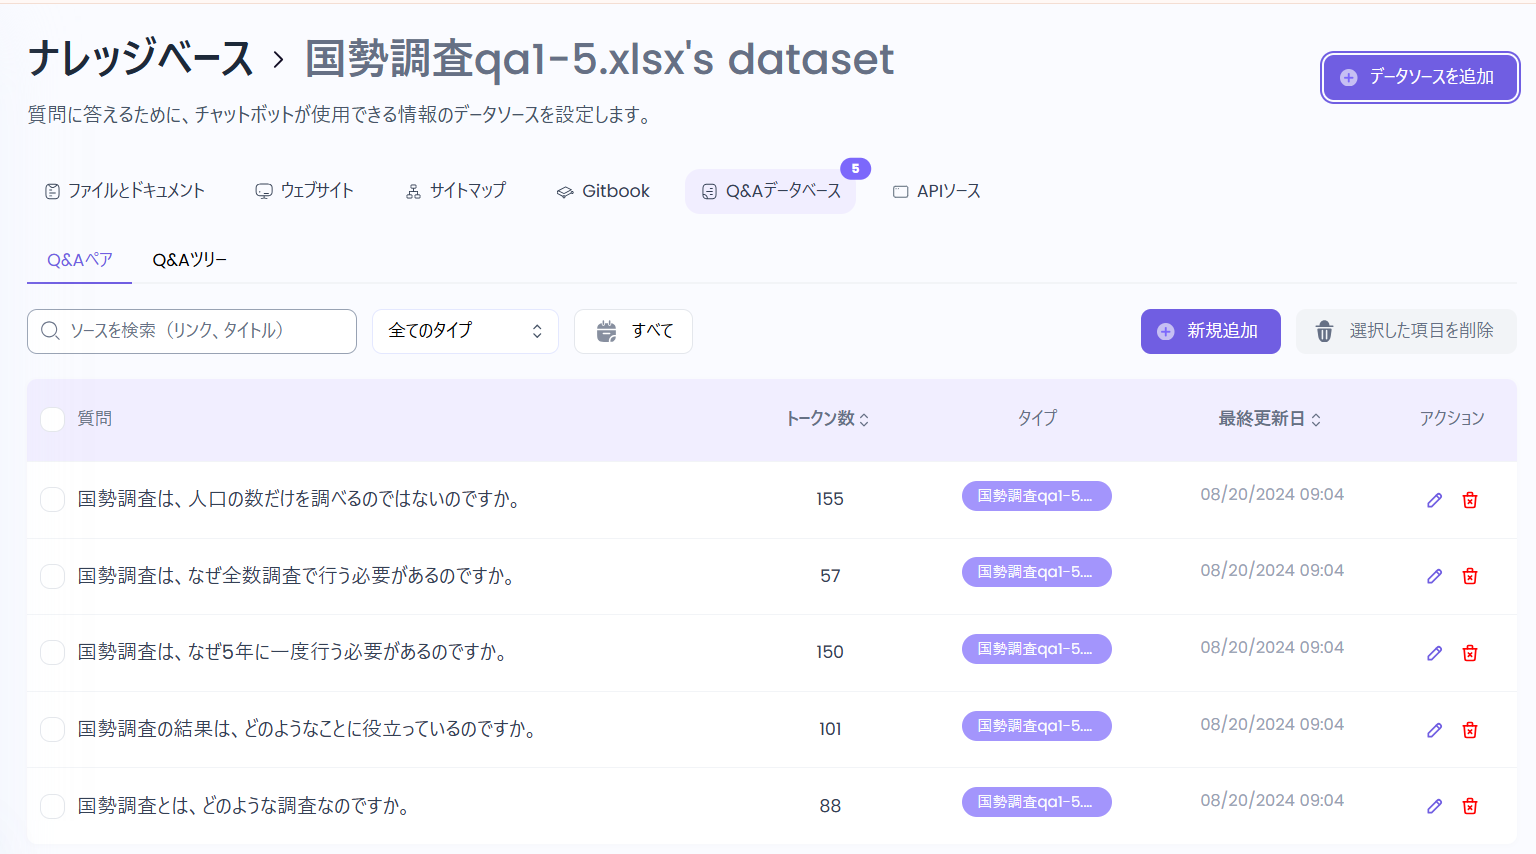 ナレッジベース > 国勢調査qa1-5.xlsx's dataset
データソースを追加
質問に答えるために、チャットボットが使用できる情報のデータソースを設定します。
ファイルとドキュメント ウェブサイト サイトマップ Gitbook Q&Aデータベース 5 APIソース
Q&Aペア Q&Aツリー
ソースを検索（リンク、タイトル） 全てのタイプ すべて 新規追加 選択した項目を削除
質問 トークン数 タイプ 最終更新日 アクション
国勢調査は、人口の数だけを調べるのではないのですか。 155 国勢調査qa1-5.... 08/20/2024 09:04
国勢調査は、なぜ全数調査で行う必要があるのですか。 57 国勢調査qa1-5.... 08/20/2024 09:04
国勢調査は、なぜ5年に一度行う必要があるのですか。 150 国勢調査qa1-5.... 08/20/2024 09:04
国勢調査の結果は、どのようなことに役立っているのですか。 101 国勢調査qa1-5.... 08/20/2024 09:04
国勢調査とは、どのような調査なのですか。 88 国勢調査qa1-5.... 08/20/2024 09:04